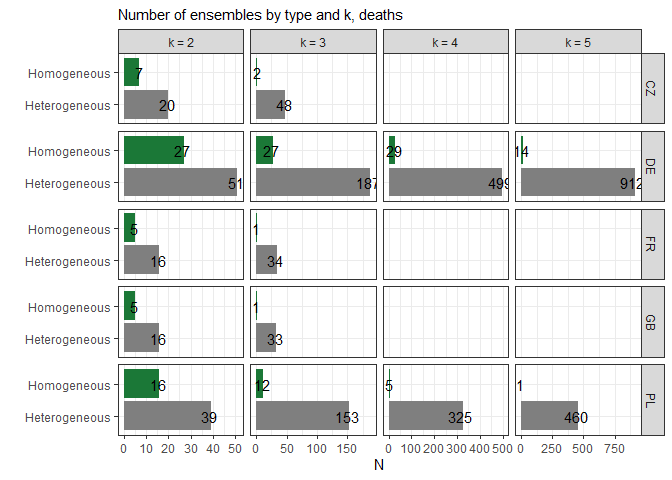 Number of ensembles by type and k, deaths
k = 2 k = 3 k = 4 k = 5
Homogeneous 7 2 CZ
Heterogeneous 20 48
Homogeneous 27 27 29 14 DE
Heterogeneous 51 187 499 912
Homogeneous 5 1 FR
Heterogeneous 16 34
Homogeneous 5 1 GB
Heterogeneous 16 33
Homogeneous 16 12 5 1 PL
Heterogeneous 39 153 325 460
0 10 20 30 40 50 0 50 100 150 0 100 200 300 400 500 0 250 500 750
N